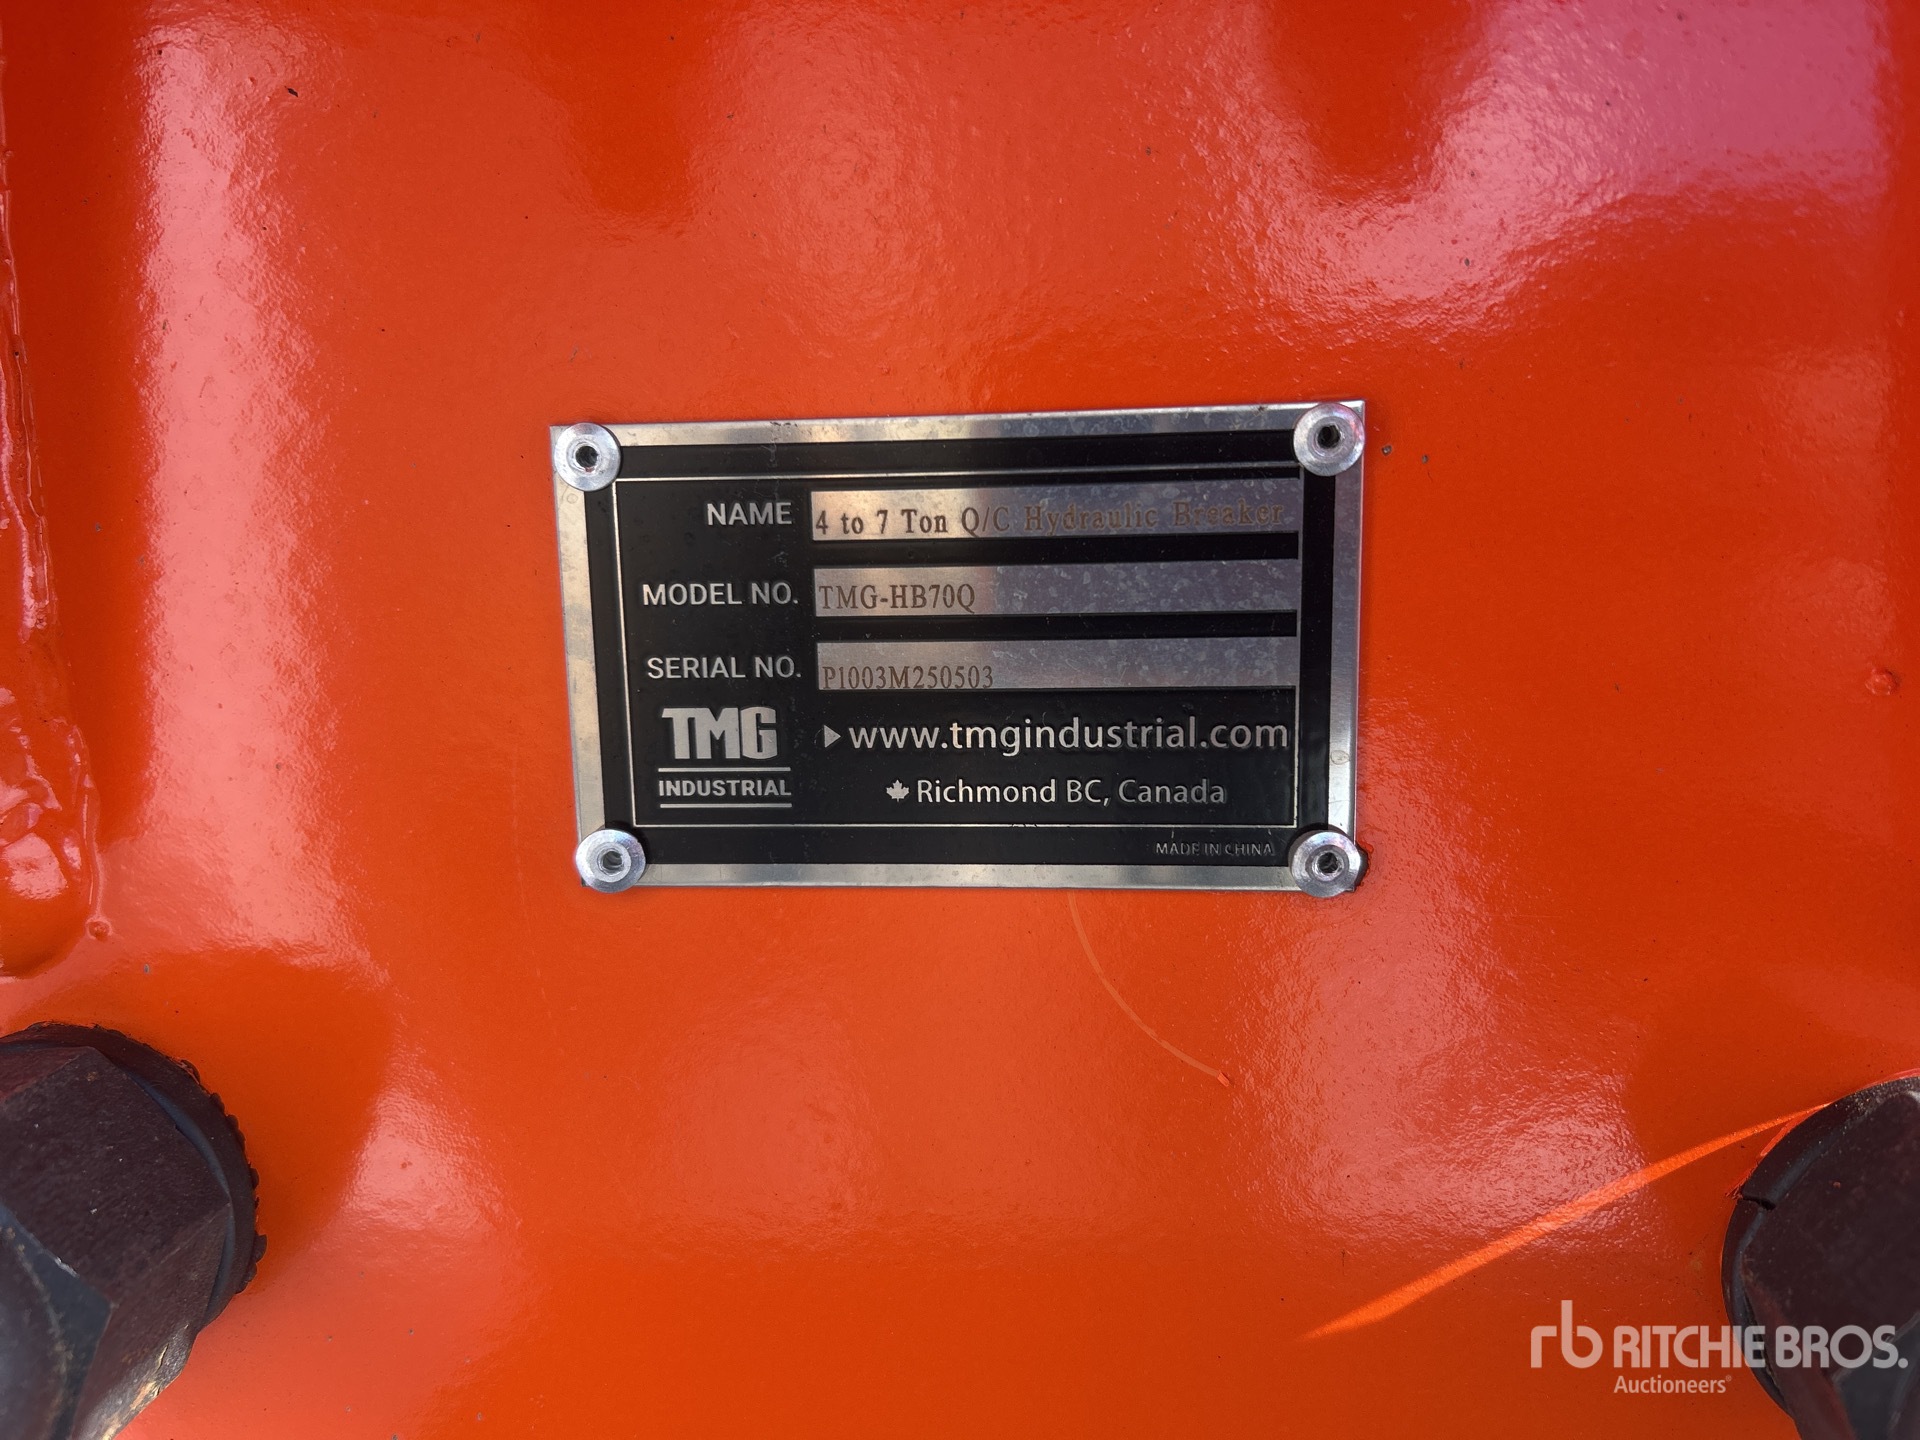 NAME 4 to 7 Ton Q/C Hydraulic Breaker
MODEL NO. TMG-HB70Q
SERIAL NO. P1003M250503
TMG
INDUSTRIAL
www.tmgindustrial.com
Richmond BC, Canada
MADE IN CHINA
rb RITCHIE BROS.
Auctioneers®